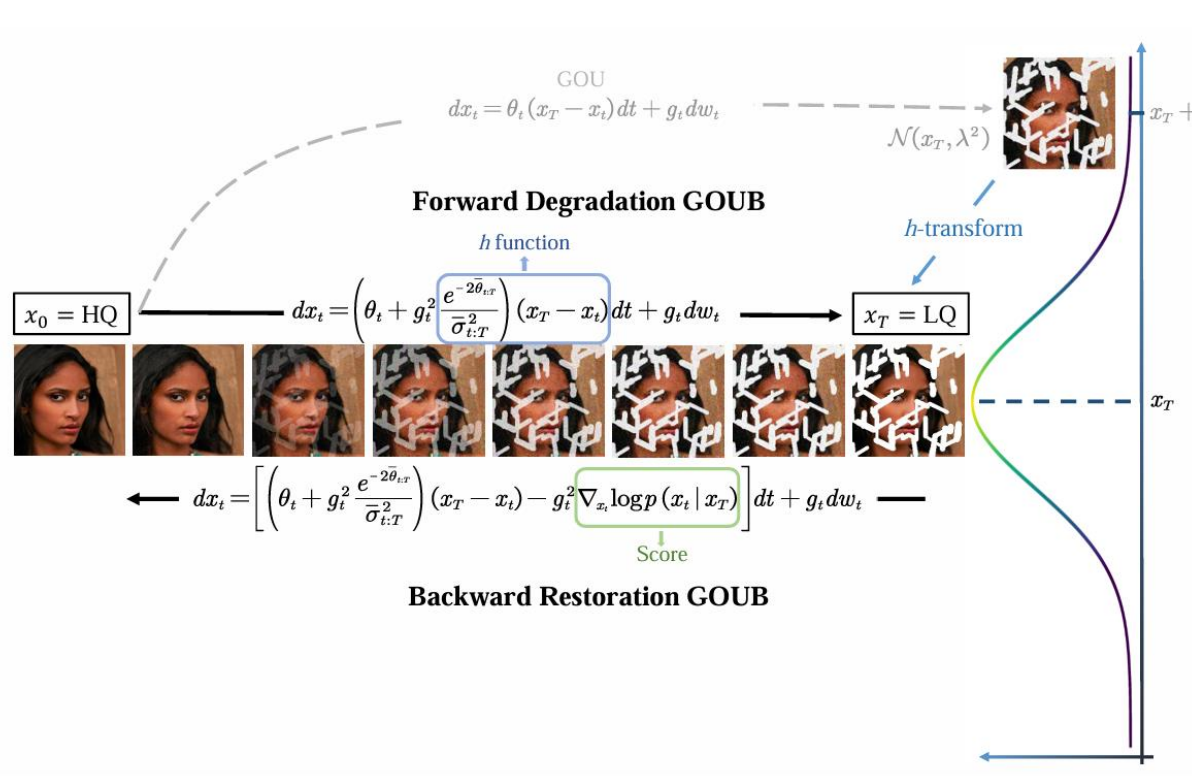 GOU
dx_t = θ_t (x_T − x_t)dt + g_t dw_t
x_T +
N(x_T, λ²)
Forward Degradation GOUB
h-transform
h function
x_0 = HQ
dx_t = (θ_t + g_t² e^{−2θ̄_{t:T}} / σ̄²_{t:T}) (x_T − x_t)dt + g_t dw_t
x_T = LQ
x_T
dx_t = [(θ_t + g_t² e^{−2θ̄_{t:T}} / σ̄²_{t:T}) (x_T − x_t) − g_t² ∇_{x_t} log p(x_t | x_T)] dt + g_t dw_t
Score
Backward Restoration GOUB